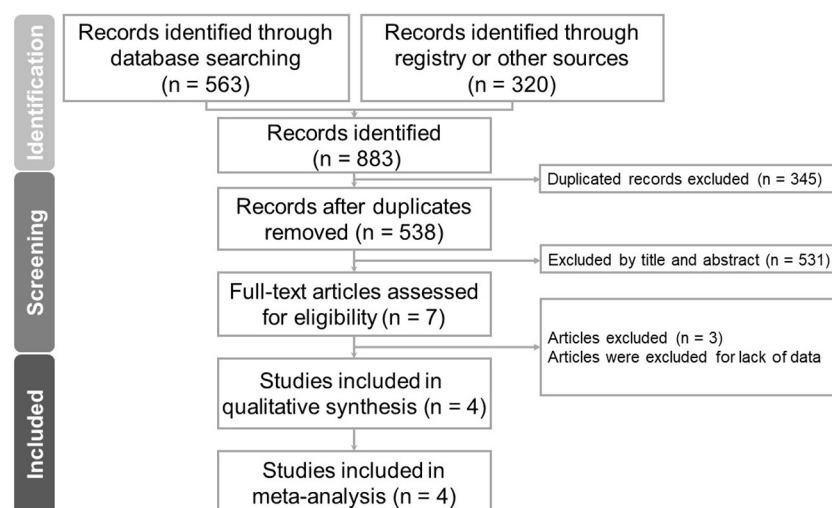 Identification
Records identified through
database searching
(n = 563)
Records identified through
registry or other sources
(n = 320)
Records identified
(n = 883)
Duplicated records excluded (n = 345)
Screening
Records after duplicates
removed (n = 538)
Excluded by title and abstract (n = 531)
Full-text articles assessed
for eligibility (n = 7)
Articles excluded (n = 3)
Articles were excluded for lack of data
Included
Studies included in
qualitative synthesis (n = 4)
Studies included in
meta-analysis (n = 4)